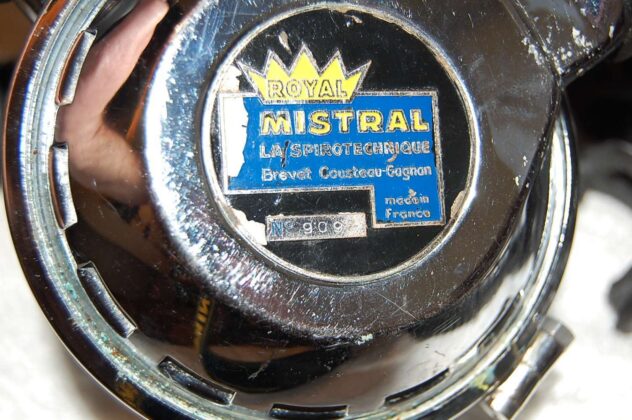 ROYAL
MISTRAL
LA SPIROTECHNIQUE
Brevet Cousteau-Gagnan
made in
France